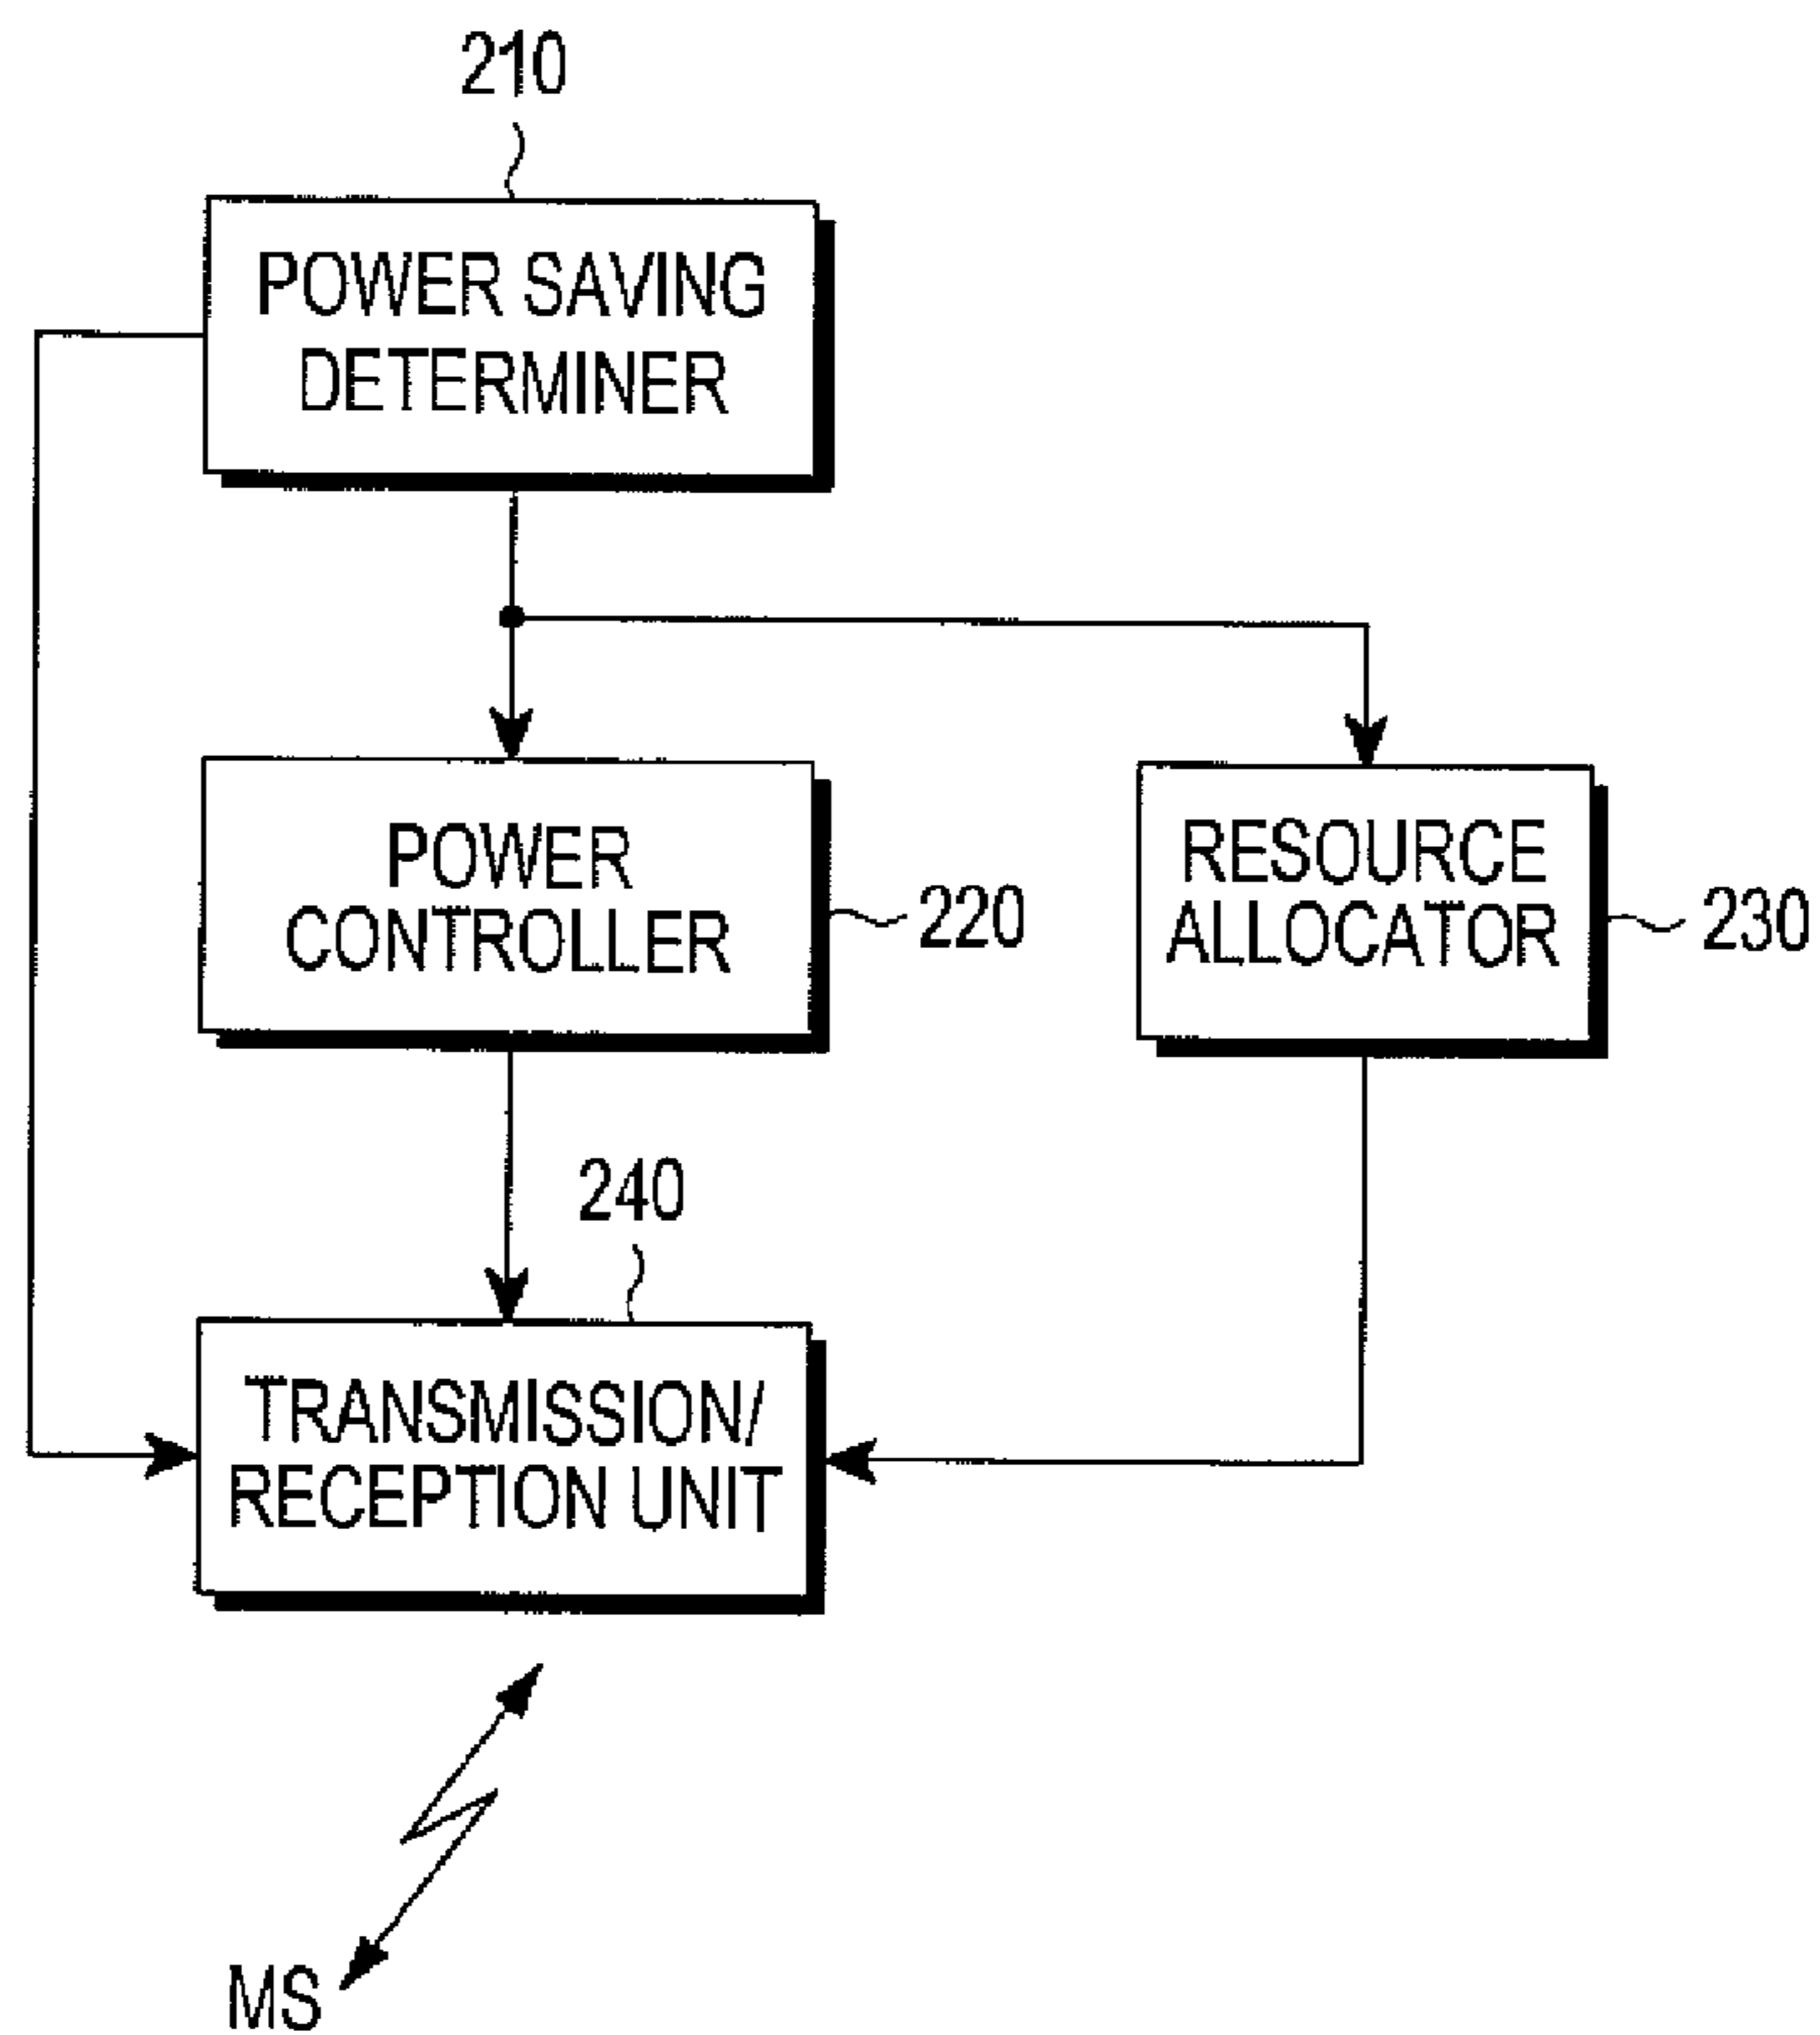 210
POWER SAVING
DETERMINER
POWER
CONTROLLER
220
RESOURCE
ALLOCATOR
230
240
TRANSMISSION/
RECEPTION UNIT
MS